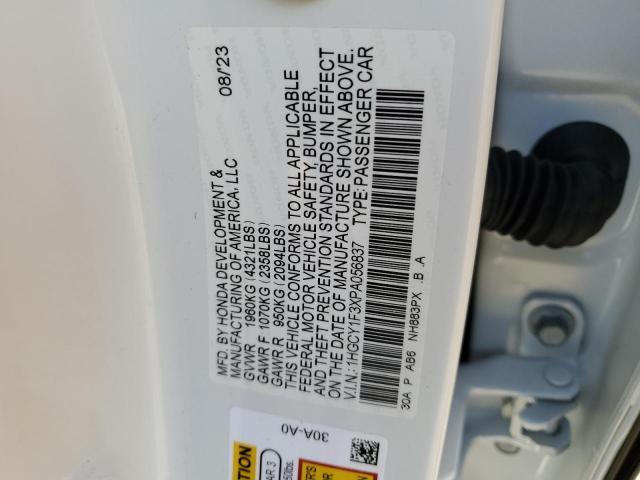 MFD. BY HONDA DEVELOPMENT & 08/'23
MANUFACTURING OF AMERICA, LLC
GVWR 1960KG (4321LBS)
GAWR F 1070KG (2358LBS)
GAWR R 950KG (2094LBS)
THIS VEHICLE CONFORMS TO ALL APPLICABLE
FEDERAL MOTOR VEHICLE SAFETY, BUMPER,
AND THEFT PREVENTION STANDARDS IN EFFECT
ON THE DATE OF MANUFACTURE SHOWN ABOVE.
V.I.N.:1HGCY1F3XPA056837 TYPE:PASSENGER CAR
30A P AB6 NH883PX .B .A
30A-A0